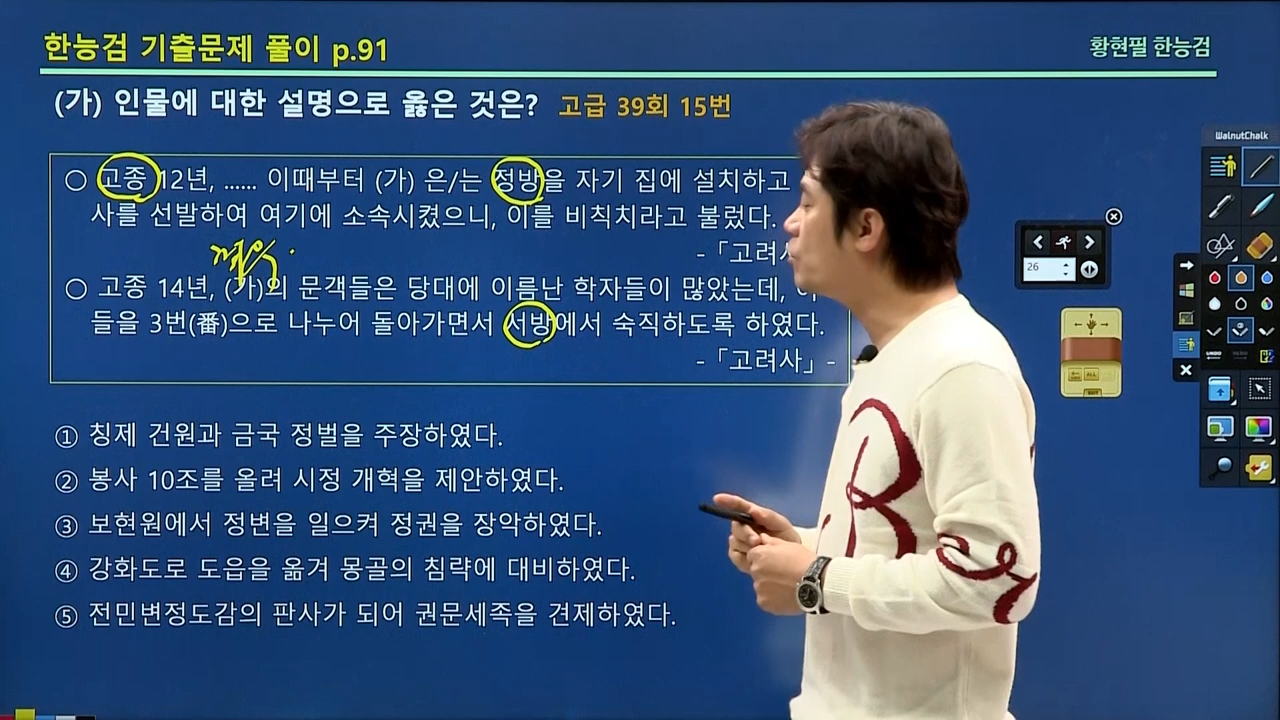 한능검 기출문제 풀이 p.91
황현필 한능검
(가) 인물에 대한 설명으로 옳은 것은? 고급 39회 15번
○ 고종 12년, ...... 이때부터 (가) 은/는 정방을 자기 집에 설치하고
사를 선발하여 여기에 소속시켰으니, 이를 비칙치라고 불렀다.
-「고려사
○ 고종 14년, (가)의 문객들은 당대에 이름난 학자들이 많았는데, 이
들을 3번(番)으로 나누어 돌아가면서 서방에서 숙직하도록 하였다.
-「고려사」-
① 칭제 건원과 금국 정벌을 주장하였다.
② 봉사 10조를 올려 시정 개혁을 제안하였다.
③ 보현원에서 정변을 일으켜 정권을 장악하였다.
④ 강화도로 도읍을 옮겨 몽골의 침략에 대비하였다.
⑤ 전민변정도감의 판사가 되어 권문세족을 견제하였다.
WalnutChalk
26
UNDO
ALL